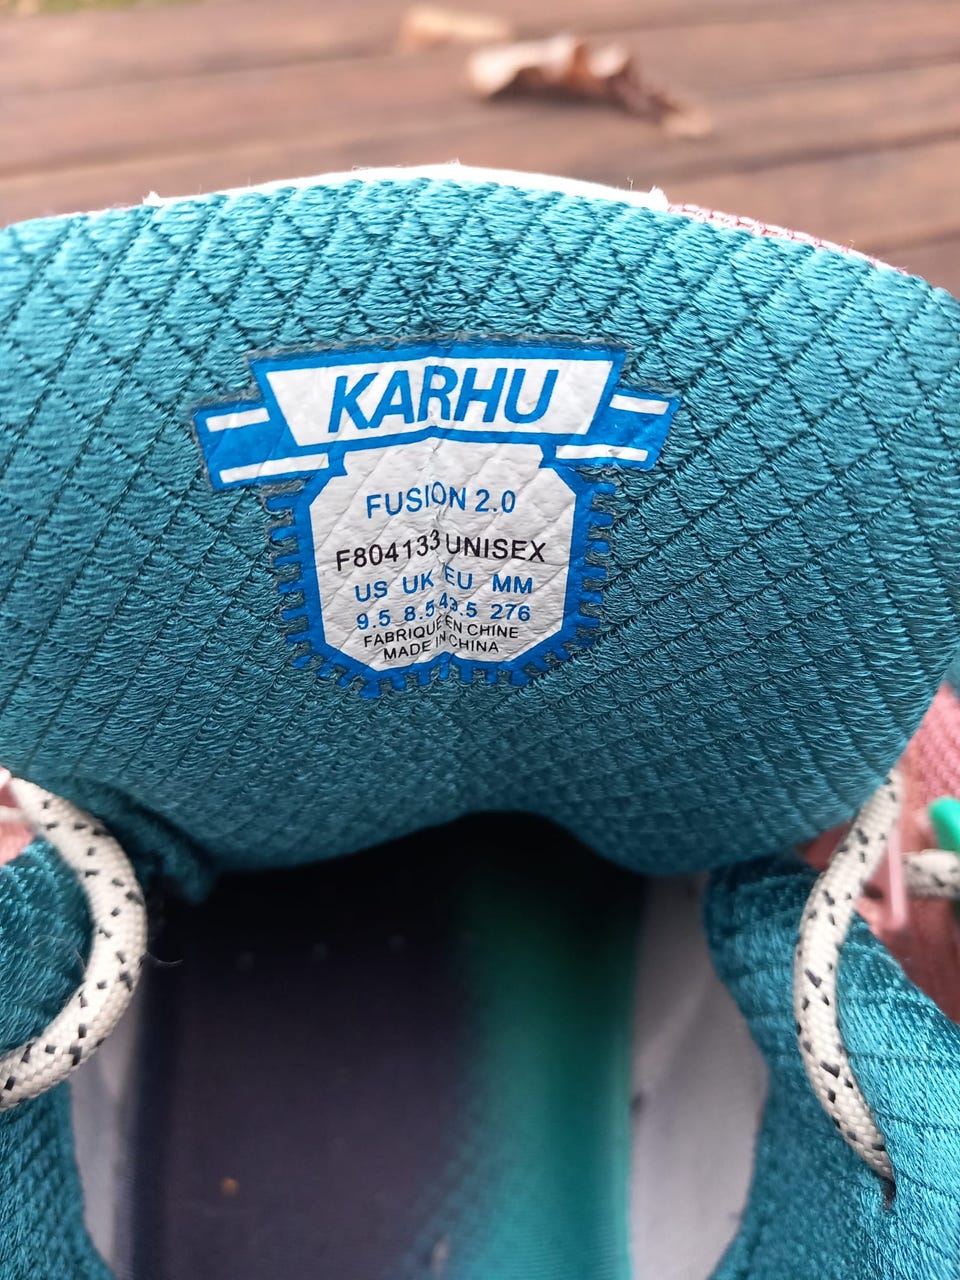 KARHU
FUSION 2.0
F804133 UNISEX
US UK EU MM
9.5 8.5 43.5 276
FABRIQUÉ EN CHINE
MADE IN CHINA